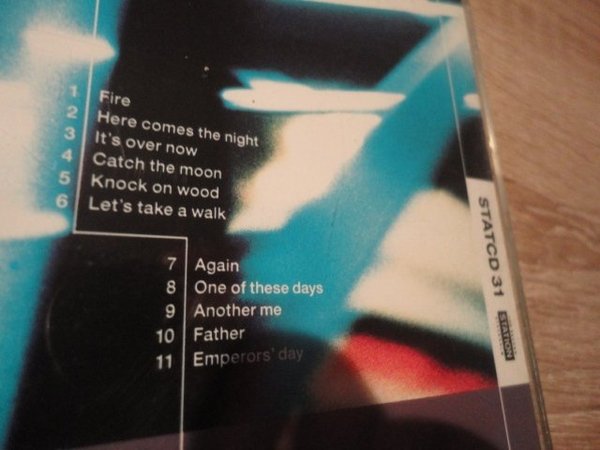 1 Fire
2 Here comes the night
3 It's over now
4 Catch the moon
5 Knock on wood
6 Let's take a walk
7 Again
8 One of these days
9 Another me
10 Father
11 Emperors' day
STATCD 31
STATION